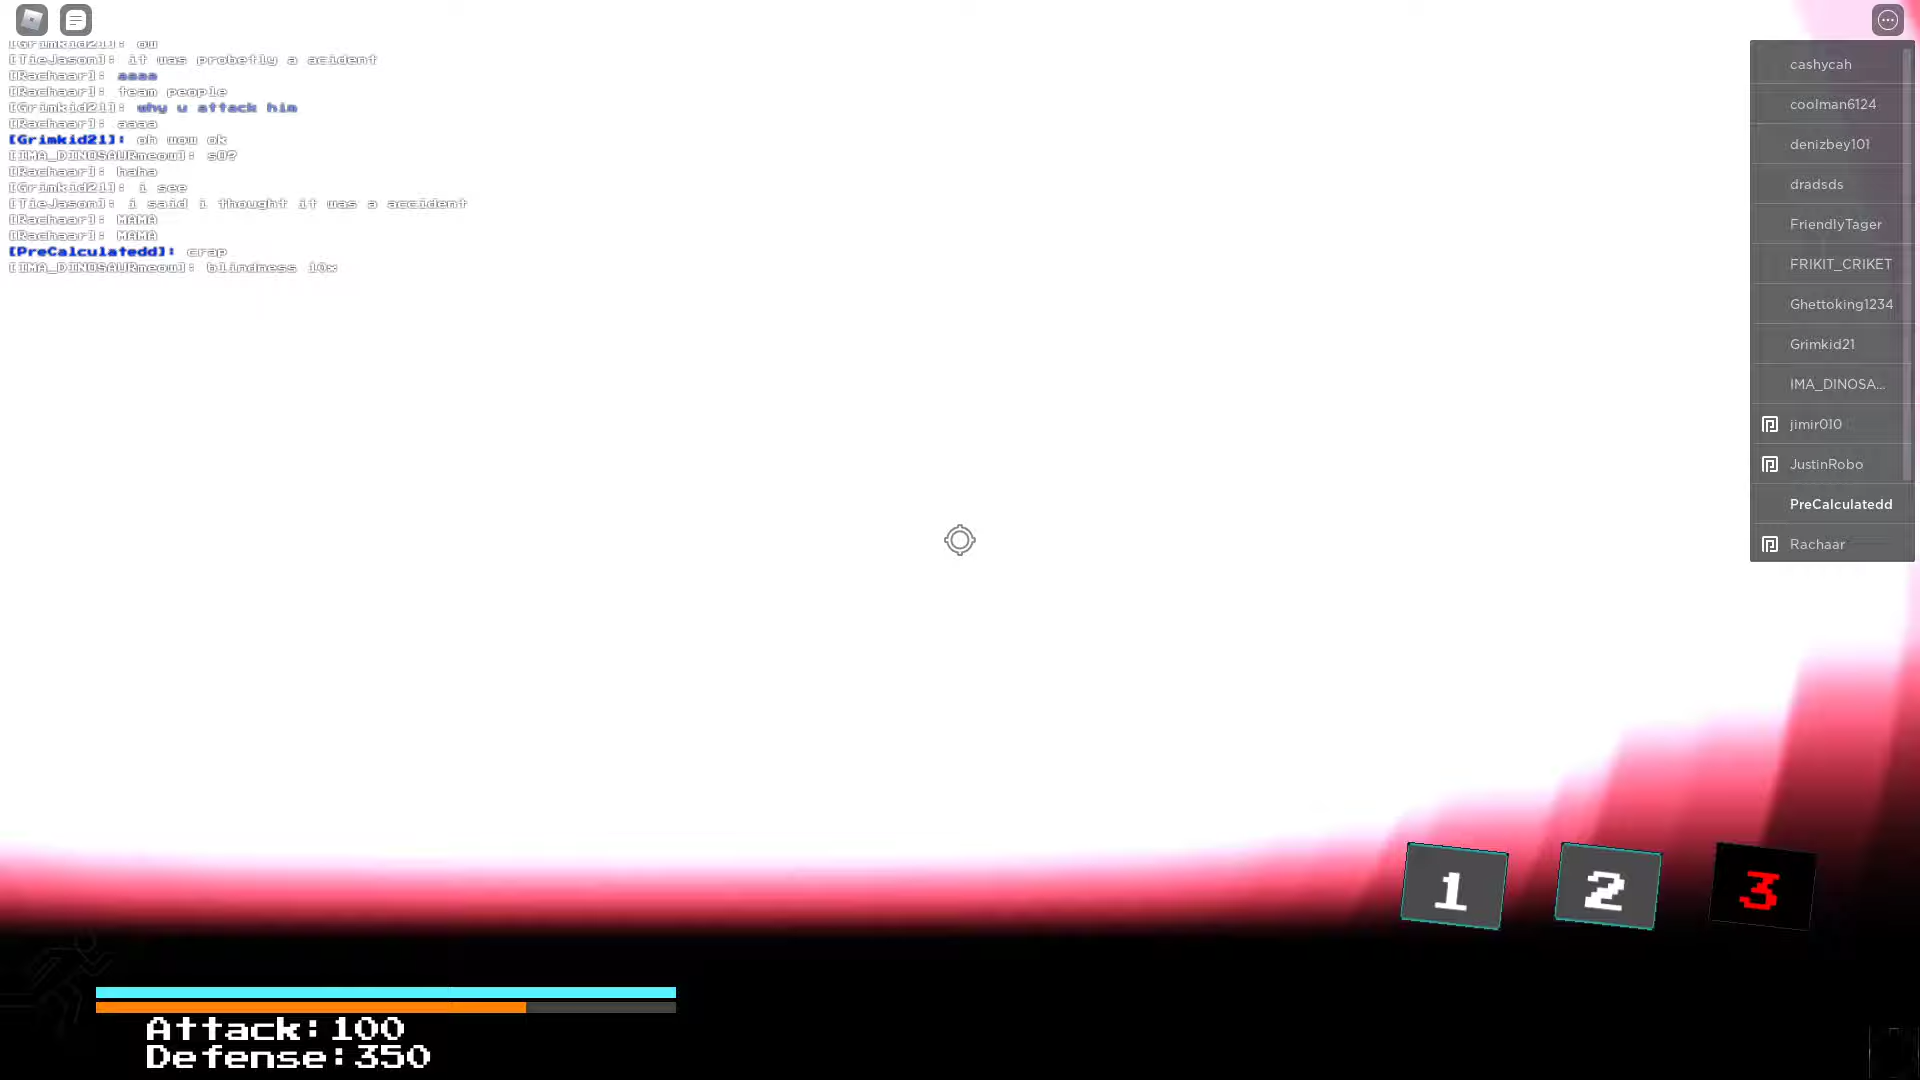 [Grimkid21]: ow
[TieJason]: it was probetly a acident
[Rachaar]: aaaa
[Rachaar]: team people
[Grimkid21]: why u attack him
[Rachaar]: aaaa
[Grimkid21]: oh wow ok
[IMA_DINOSAURmeow]: s0?
[Rachaar]: haha
[Grimkid21]: i see
[TieJason]: i said i thought it was a accident
[Rachaar]: MAMA
[Rachaar]: MAMA
[PreCalculatedd]: crap
[IMA_DINOSAURmeow]: blindness 10x
cashycah
coolman6124
denizbey101
dradsds
FriendlyTager
FRIKIT_CRIKET
Ghettoking1234
Grimkid21
IMA_DINOSA...
jimir010
JustinRobo
PreCalculatedd
Rachaar
1
2
3
Attack:100
Defense:350